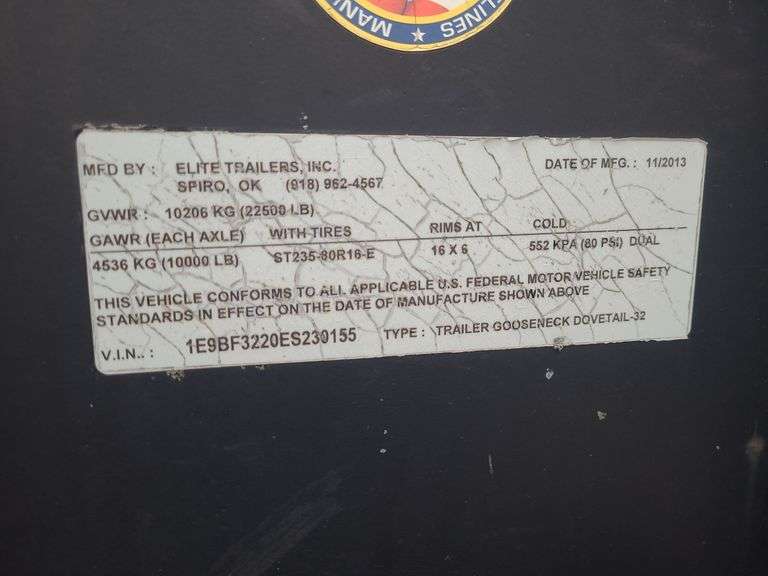 LINES
MANU
MFD BY : ELITE TRAILERS, INC. DATE OF MFG. : 11/2013
SPIRO, OK (918) 962-4567
GVWR : 10206 KG (22500 LB)
GAWR (EACH AXLE) WITH TIRES RIMS AT COLD
4536 KG (10000 LB) ST235-80R16-E 16 X 6 552 KPA (80 PSI) DUAL
THIS VEHICLE CONFORMS TO ALL APPLICABLE U.S. FEDERAL MOTOR VEHICLE SAFETY
STANDARDS IN EFFECT ON THE DATE OF MANUFACTURE SHOWN ABOVE
V.I.N.. : 1E9BF3220ES230155 TYPE : TRAILER GOOSENECK DOVETAIL-32